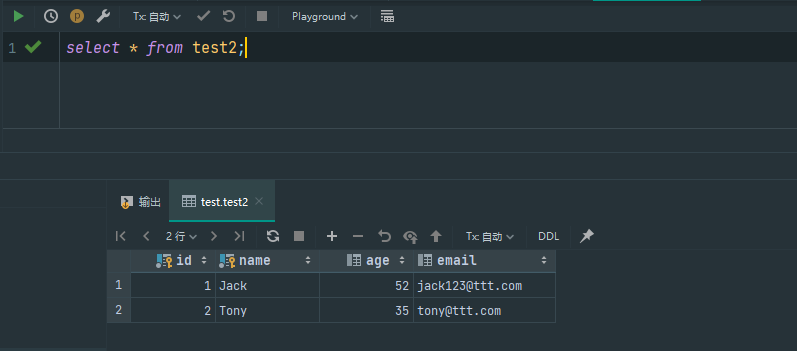 Tx: 自动 Playground
1 select * from test2;
输出 test.test2
2 行 Tx: 自动 DDL
id name age email
1 1 Jack 52 jack123@ttt.com
2 2 Tony 35 tony@ttt.com